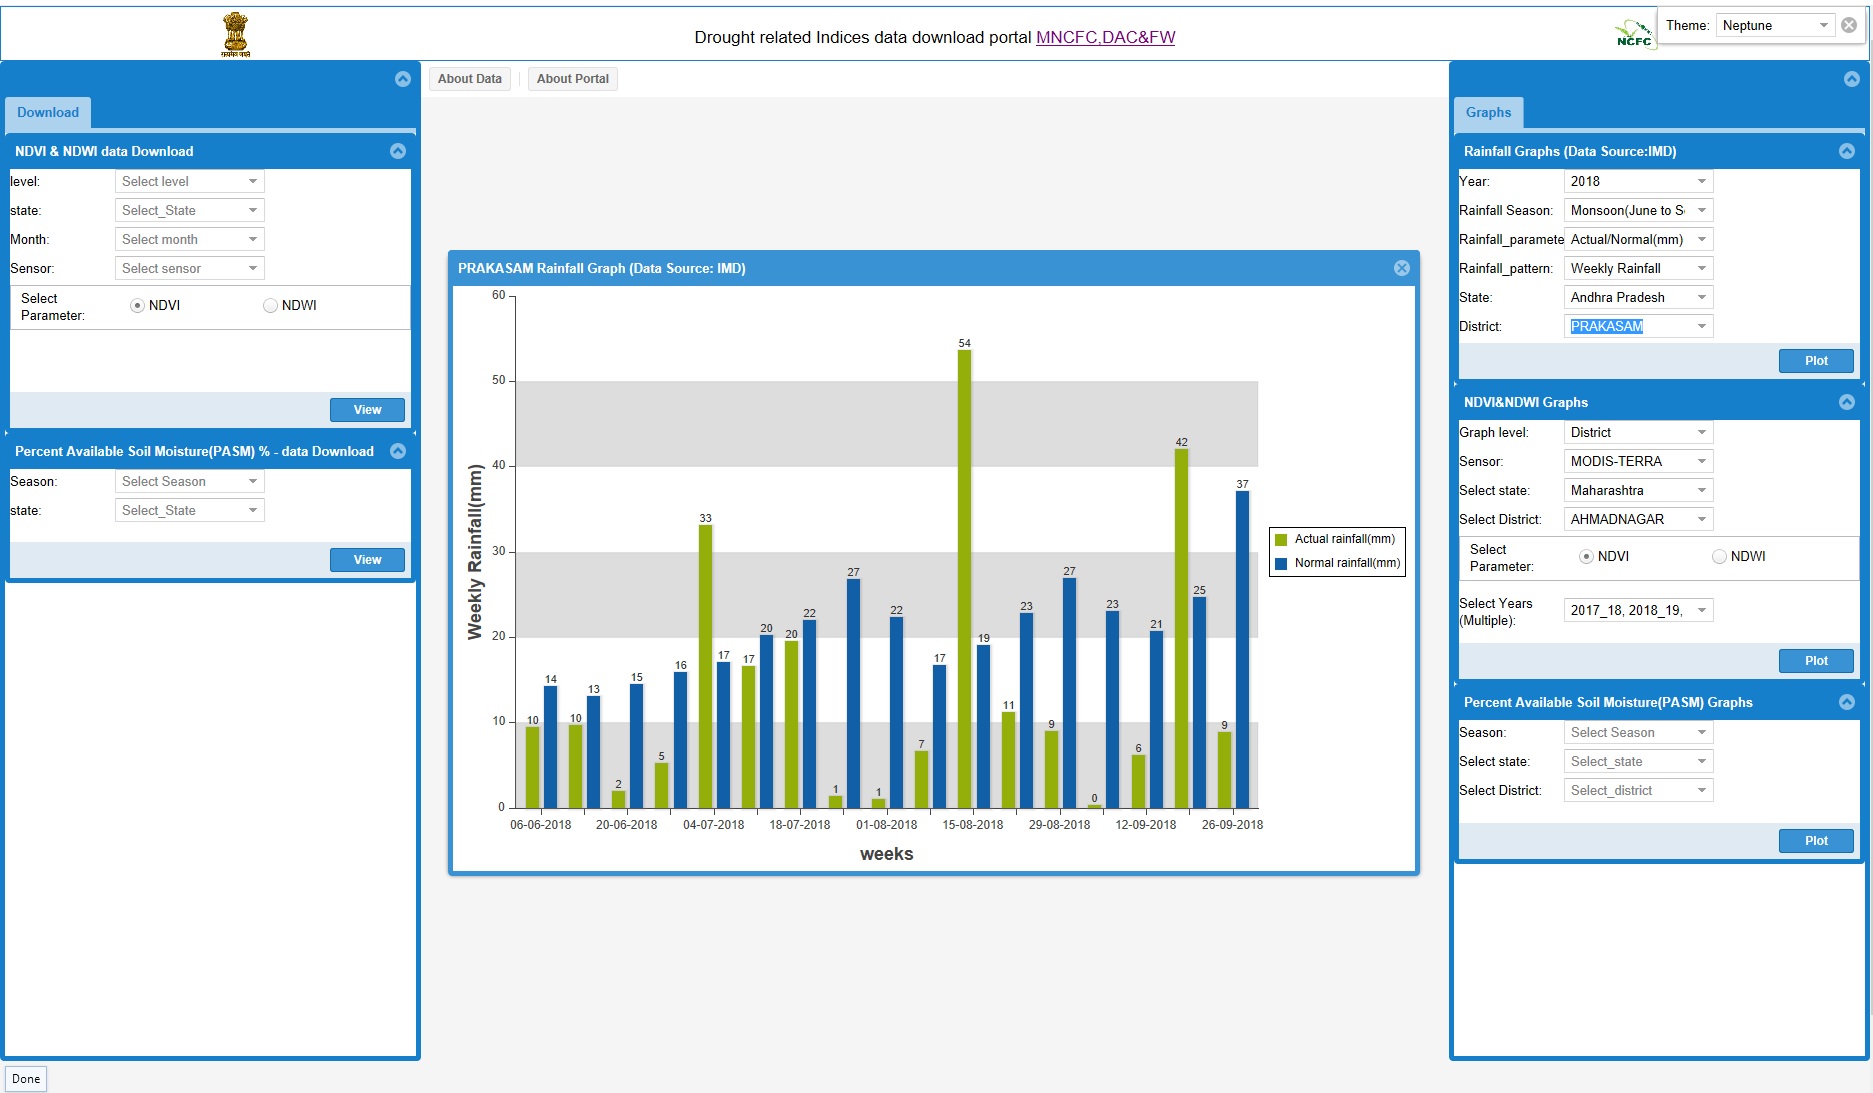 Drought related Indices data download portal MNCFC,DAC&FW
NCFC
Theme: Neptune
About Data
About Portal
Download
NDVI & NDWI data Download
level: Select level
state: Select_State
Month: Select month
Sensor: Select sensor
Select
Parameter:
NDVI
NDWI
View
Percent Available Soil Moisture(PASM) % - data Download
Season: Select Season
state: Select_State
View
Done
PRAKASAM Rainfall Graph (Data Source: IMD)
Weekly Rainfall(mm)
60
50
40
30
20
10
0
10 14 10 13 2 15 5 16 33 17 17 20 20 22 1 27 1 22 7 17 54 19 11 23 9 27 0 23 6 21 42 25 9 37
06-06-2018 20-06-2018 04-07-2018 18-07-2018 01-08-2018 15-08-2018 29-08-2018 12-09-2018 26-09-2018
weeks
Actual rainfall(mm)
Normal rainfall(mm)
Graphs
Rainfall Graphs (Data Source:IMD)
Year: 2018
Rainfall Season: Monsoon(June to S
Rainfall_paramete Actual/Normal(mm)
Rainfall_pattern: Weekly Rainfall
State: Andhra Pradesh
District: PRAKASAM
Plot
NDVI&NDWI Graphs
Graph level: District
Sensor: MODIS-TERRA
Select state: Maharashtra
Select District: AHMADNAGAR
Select
Parameter:
NDVI
NDWI
Select Years
(Multiple):
2017_18, 2018_19,
Plot
Percent Available Soil Moisture(PASM) Graphs
Season: Select Season
Select state: Select_state
Select District: Select_district
Plot